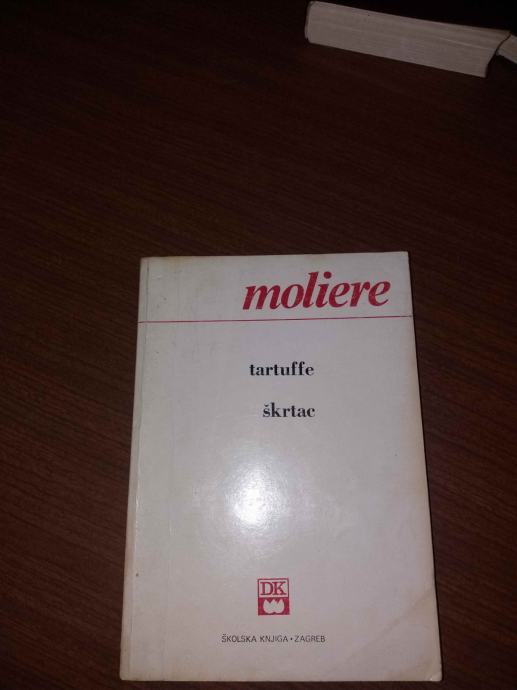 moliere
tartuffe
škrtac
DK
ŠKOLSKA KNJIGA • ZAGREB